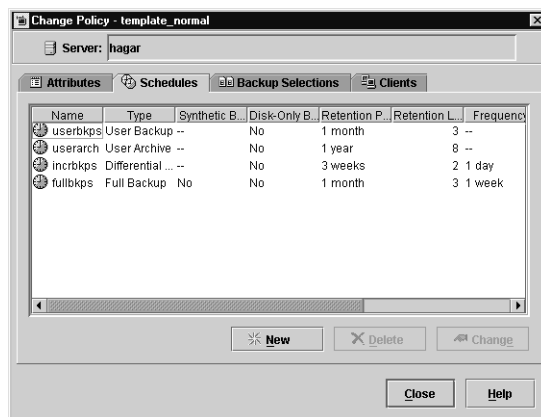 Change Policy - template_normal
Server: hagar
Attributes Schedules Backup Selections Clients
Name Type Synthetic B... Disk-Only B... Retention P... Retention L... Frequency
userbkps User Backup -- No 1 month 3 --
userarch User Archive -- No 1 year 8 --
incrbkps Differential ... -- No 3 weeks 2 1 day
fullbkps Full Backup No No 1 month 3 1 week
New Delete Change
Close Help